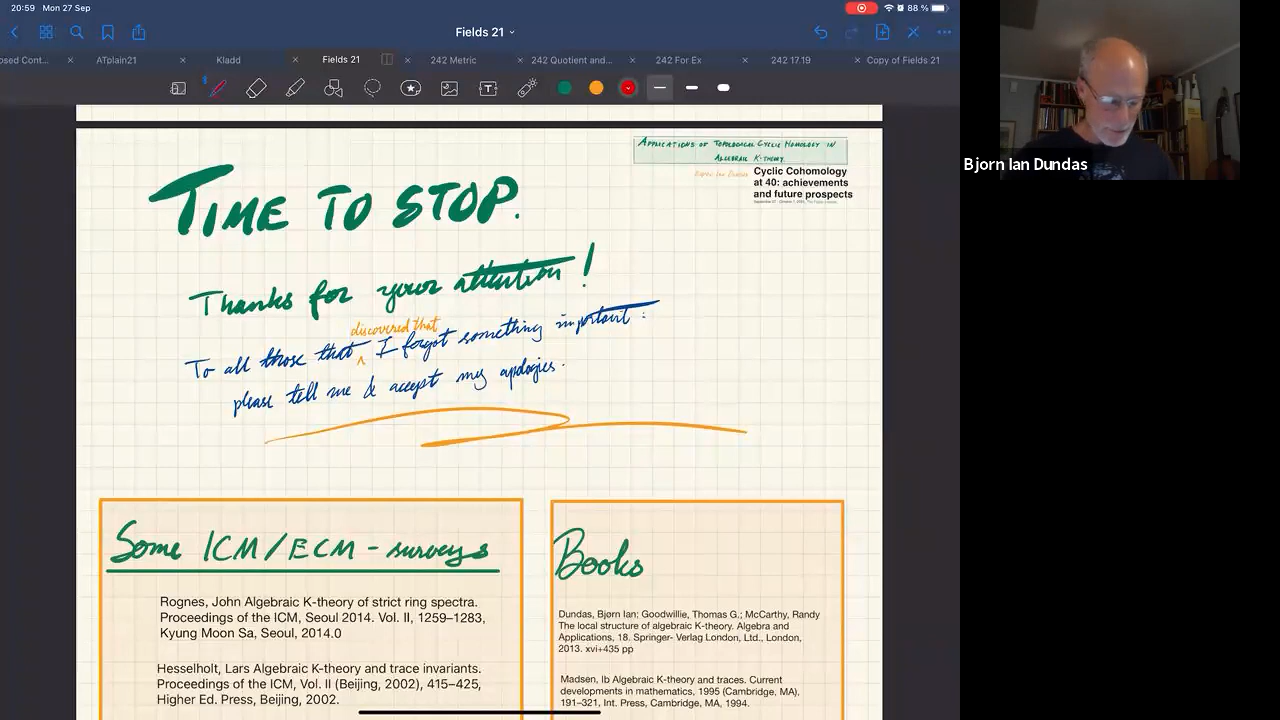 20:59 Mon 27 Sep
88 %
Fields 21
osed Cont...
ATplain21
Kladd
Fields 21
242 Metric
242 Quotient and...
242 For Ex
242 17.19
Copy of Fields 21
Applications of Topological Cyclic Homology in
Algebraic K-theory.
Bjørn Ian Dundas
Cyclic Cohomology
at 40: achievements
and future prospects
TIME TO STOP.
Thanks for your attention!
discovered that
To all those that ^ I forgot something important:
please tell me & accept my apologies.
Some ICM/ECM - surveys
Rognes, John Algebraic K-theory of strict ring spectra.
Proceedings of the ICM, Seoul 2014. Vol. II, 1259–1283,
Kyung Moon Sa, Seoul, 2014.0
Hesselholt, Lars Algebraic K-theory and trace invariants.
Proceedings of the ICM, Vol. II (Beijing, 2002), 415–425,
Higher Ed. Press, Beijing, 2002.
Books
Dundas, Bjørn Ian; Goodwillie, Thomas G.; McCarthy, Randy
The local structure of algebraic K-theory. Algebra and
Applications, 18. Springer- Verlag London, Ltd., London,
2013. xvi+435 pp
Madsen, Ib Algebraic K-theory and traces. Current
developments in mathematics, 1995 (Cambridge, MA),
191–321, Int. Press, Cambridge, MA, 1994.
Bjorn Ian Dundas